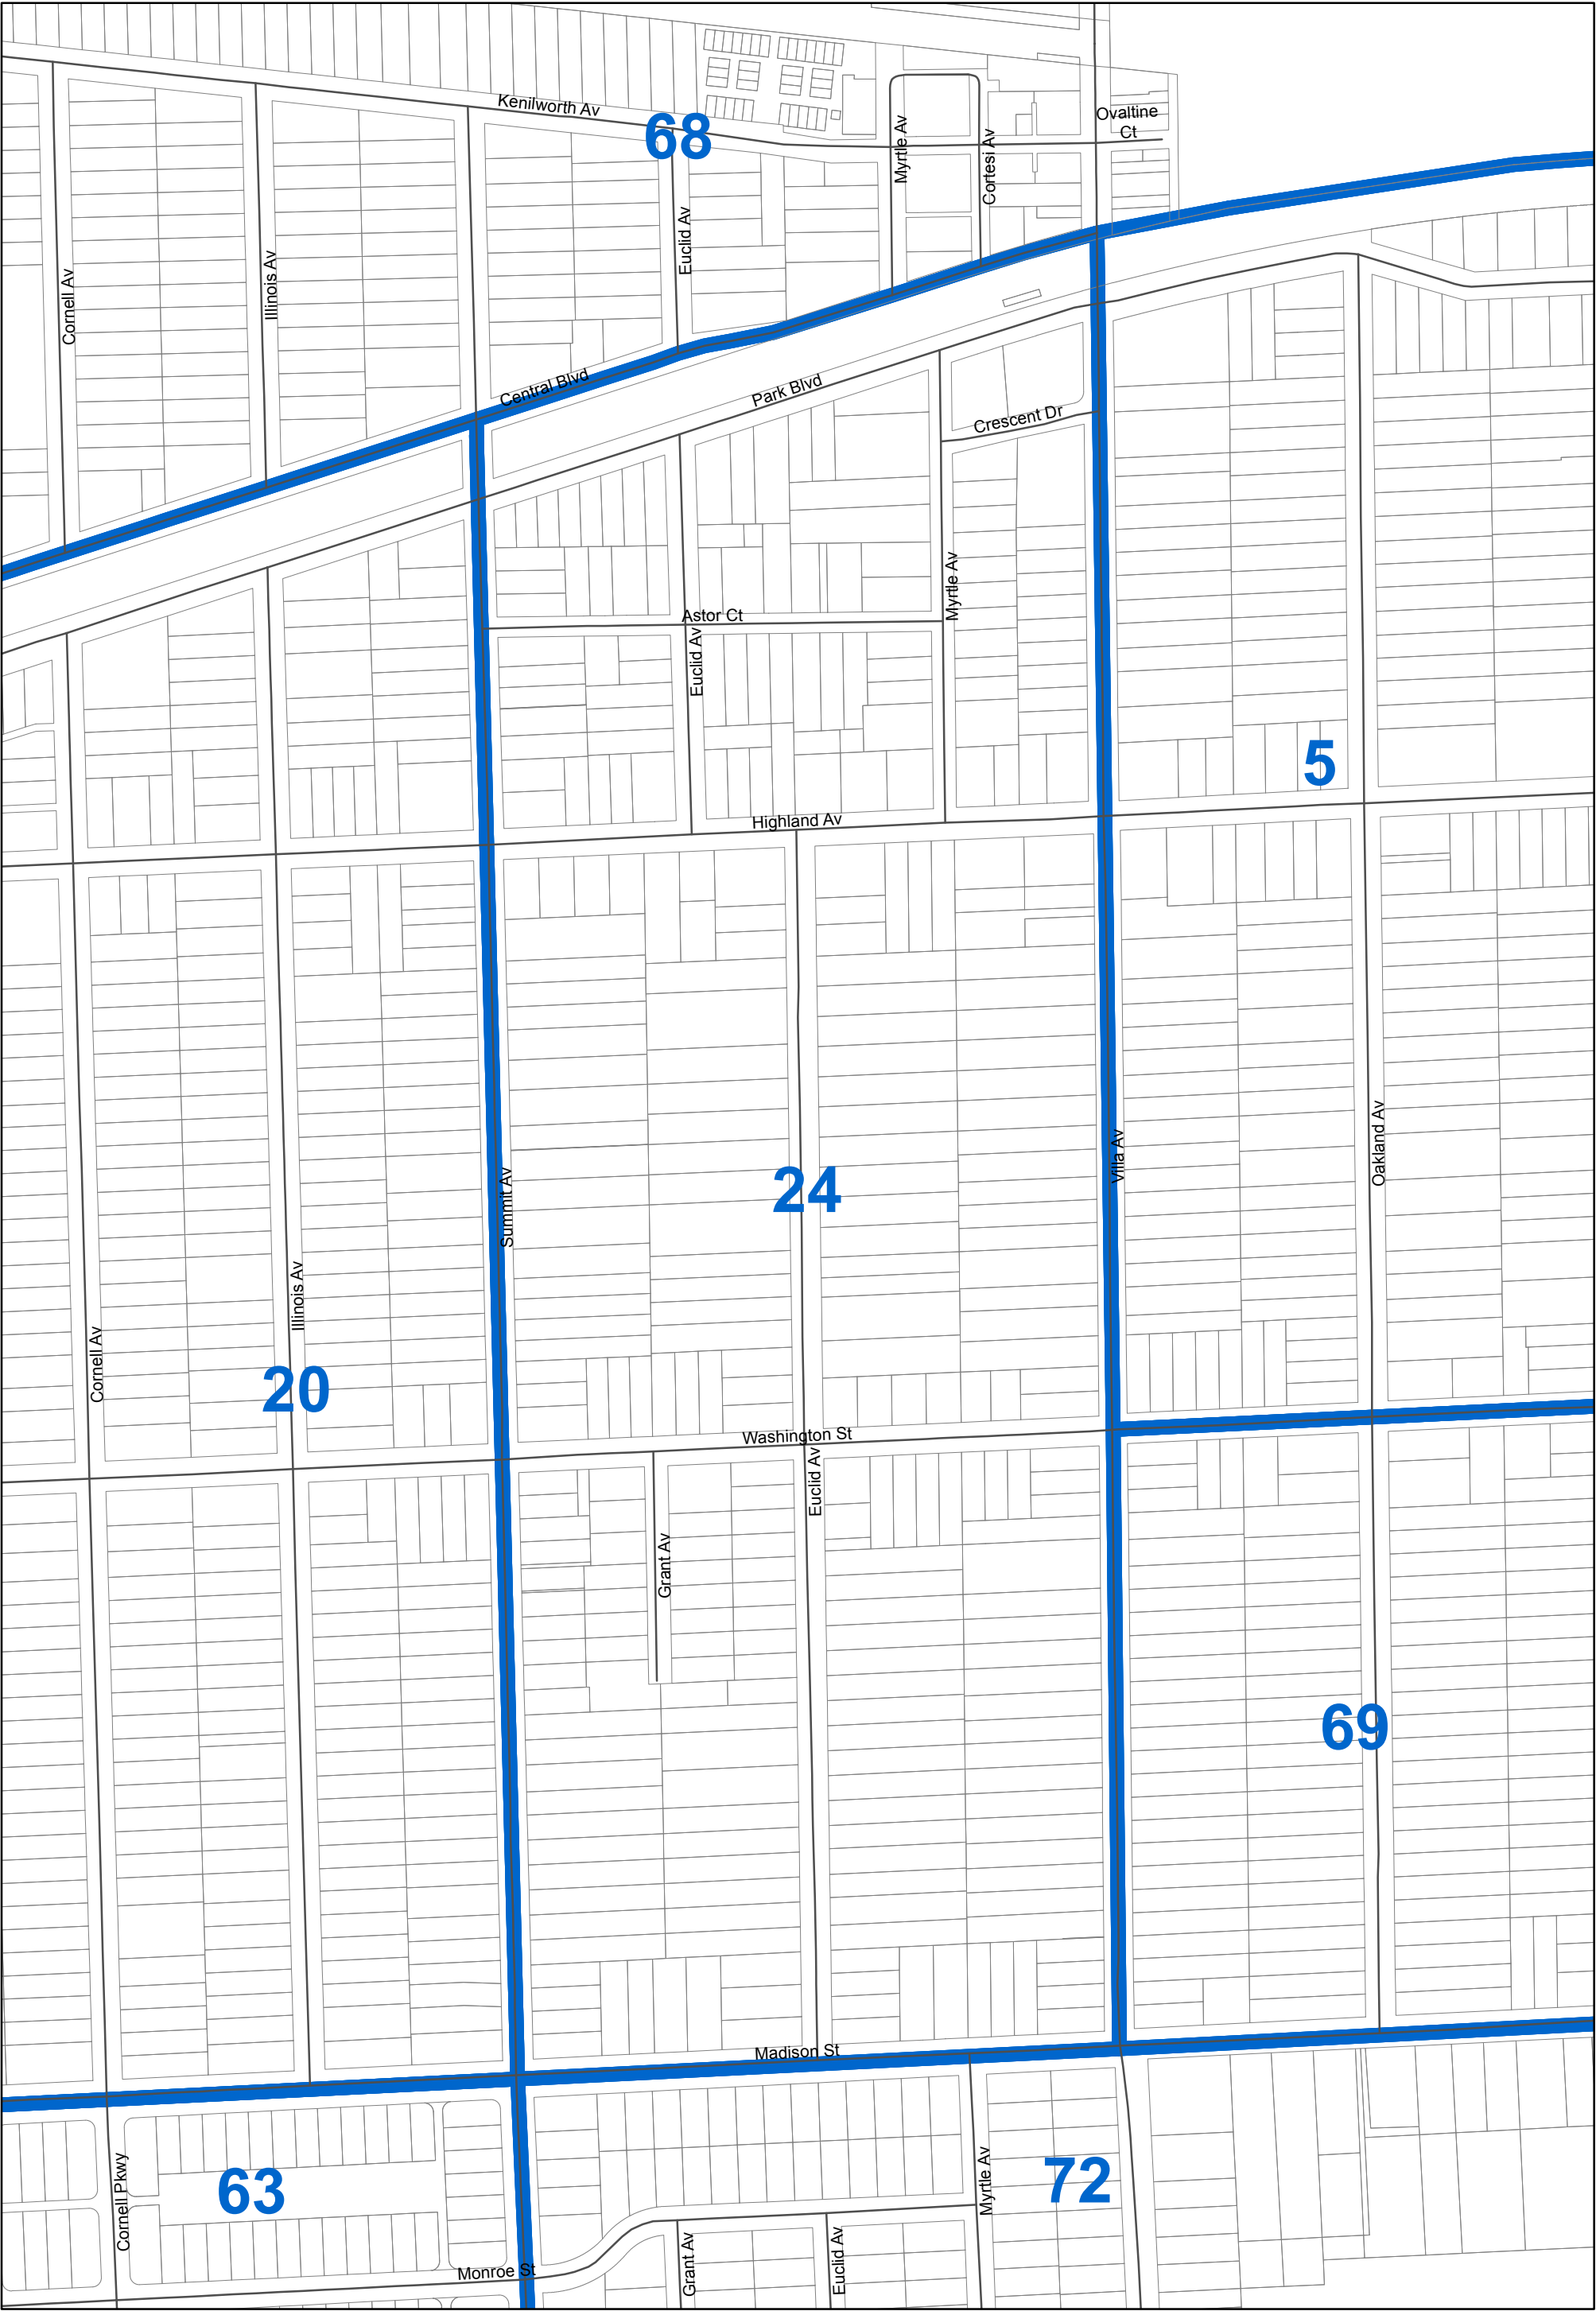 Kenilworth Av
68
Myrtle Av
Cortesi Av
Ovaltine
Ct
Cornell Av
Illinois Av
Euclid Av
Central Blvd
Park Blvd
Crescent Dr
Astor Ct
Euclid Av
Myrtle Av
5
Highland Av
Summit Av
24
Villa Av
Oakland Av
Cornell Av
Illinois Av
20
Washington St
Euclid Av
Grant Av
69
Madison St
Cornell Pkwy
63
Myrtle Av
72
Monroe St
Grant Av
Euclid Av